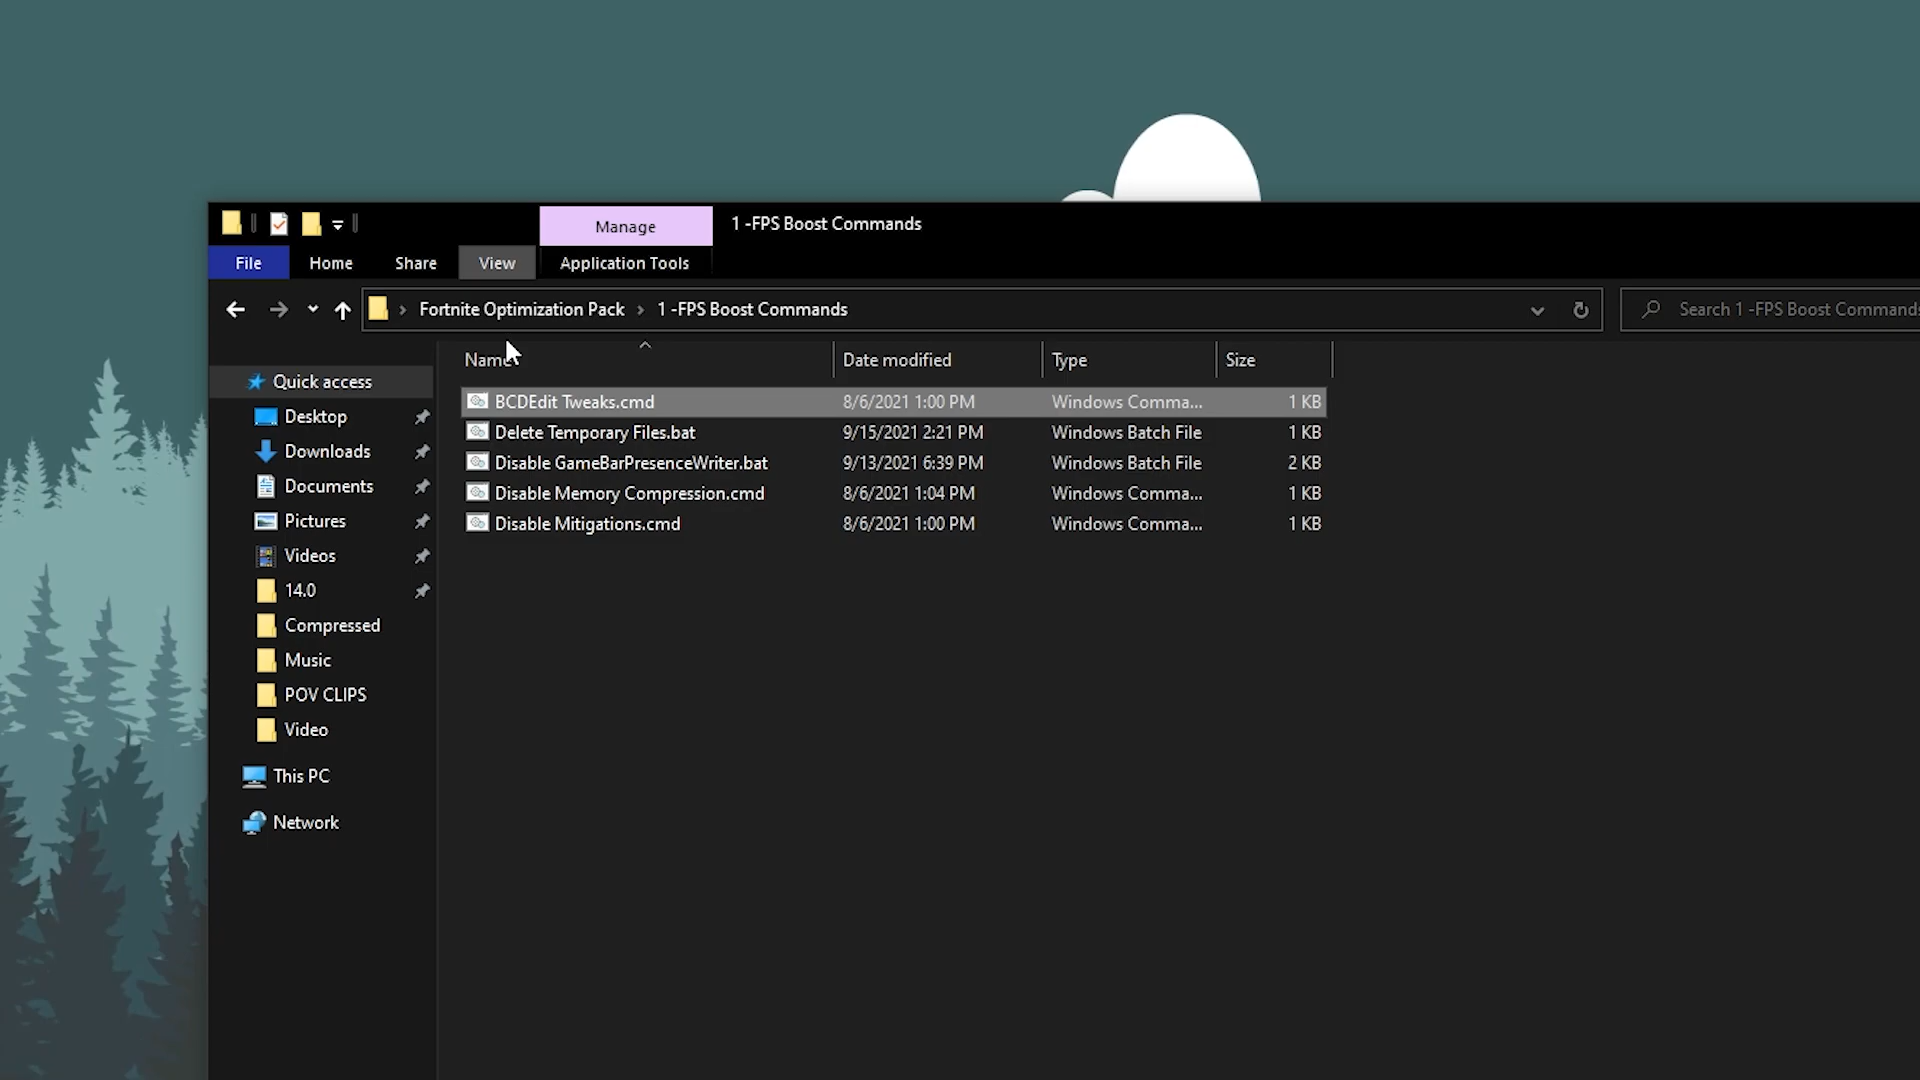 Manage
1 -FPS Boost Commands
File Home Share View Application Tools
Fortnite Optimization Pack 1 -FPS Boost Commands
Search 1 -FPS Boost Commands
Name Date modified Type Size
Quick access
Desktop
Downloads
Documents
Pictures
Videos
14.0
Compressed
Music
POV CLIPS
Video
This PC
Network
BCDEdit Tweaks.cmd 8/6/2021 1:00 PM Windows Comma... 1 KB
Delete Temporary Files.bat 9/15/2021 2:21 PM Windows Batch File 1 KB
Disable GameBarPresenceWriter.bat 9/13/2021 6:39 PM Windows Batch File 2 KB
Disable Memory Compression.cmd 8/6/2021 1:04 PM Windows Comma... 1 KB
Disable Mitigations.cmd 8/6/2021 1:00 PM Windows Comma... 1 KB